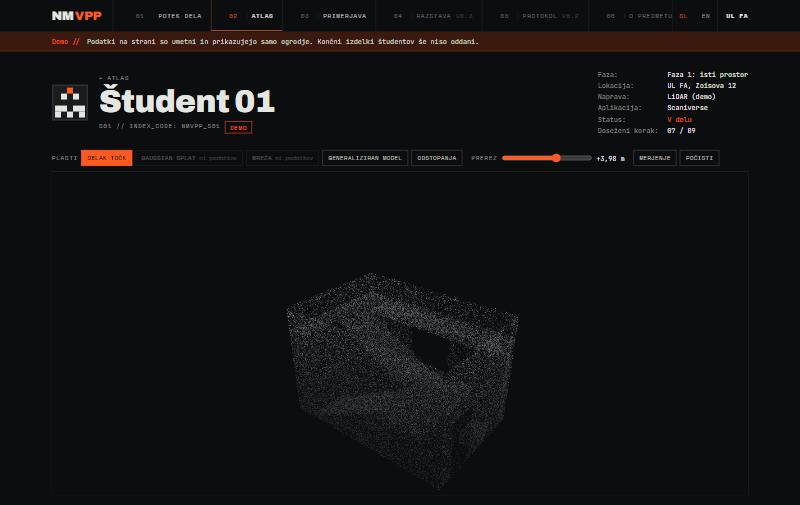 NMVPP 01 POTEK DELA 02 ATLAS 03 PRIMERJAVA 04 RAZSTAVA V0.2 05 PROTOKOL V0.2 06 O PREDMETU SL EN UL FA
Demo // Podatki na strani so umetni in prikazujejo samo ogrodje. Končni izdelki študentov še niso oddani.
← ATLAS
Študent 01
S01 // INDEX_CODE: NMVPP_S01 DEMO
Faza: Faza 1: isti prostor
Lokacija: UL FA, Zoisova 12
Naprava: LiDAR (demo)
Aplikacija: Scaniverse
Status: V delu
Doseženi korak: 07 / 09
PLASTI OBLAK TOČK GAUSSIAN SPLAT ni podatkov MREŽA ni podatkov GENERALIZIRAN MODEL ODSTOPANJA PREREZ +3,98 m MERJENJE POČISTI